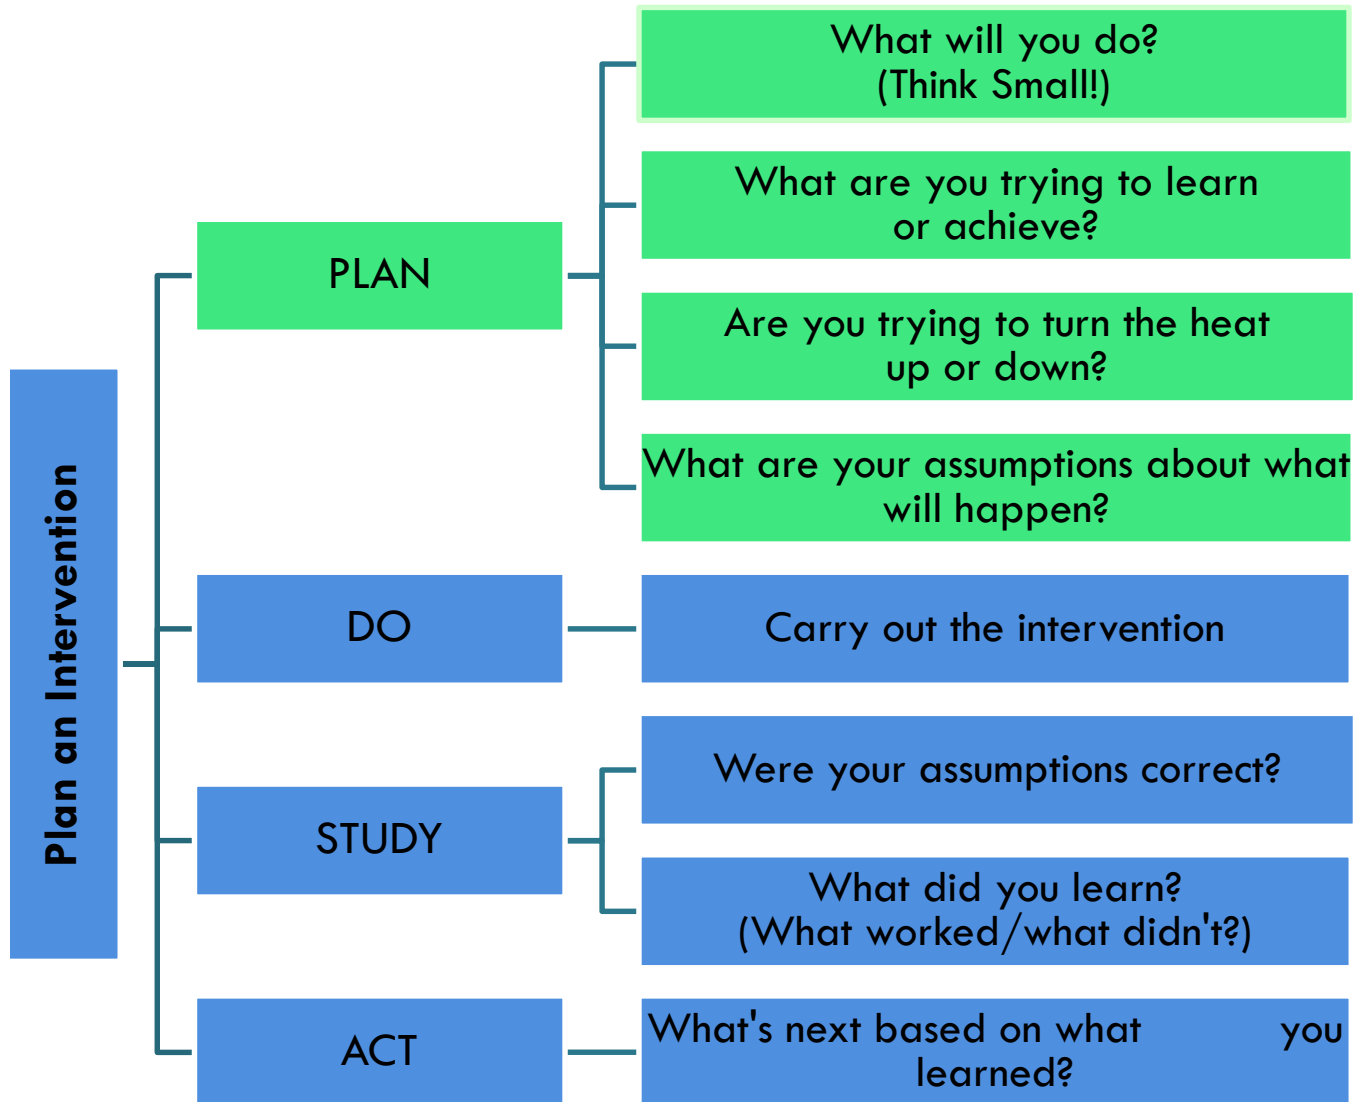 Plan an Intervention
PLAN
What will you do?
(Think Small!)
What are you trying to learn
or achieve?
Are you trying to turn the heat
up or down?
What are your assumptions about what
will happen?
DO
Carry out the intervention
STUDY
Were your assumptions correct?
What did you learn?
(What worked/what didn't?)
ACT
What's next based on what you
learned?